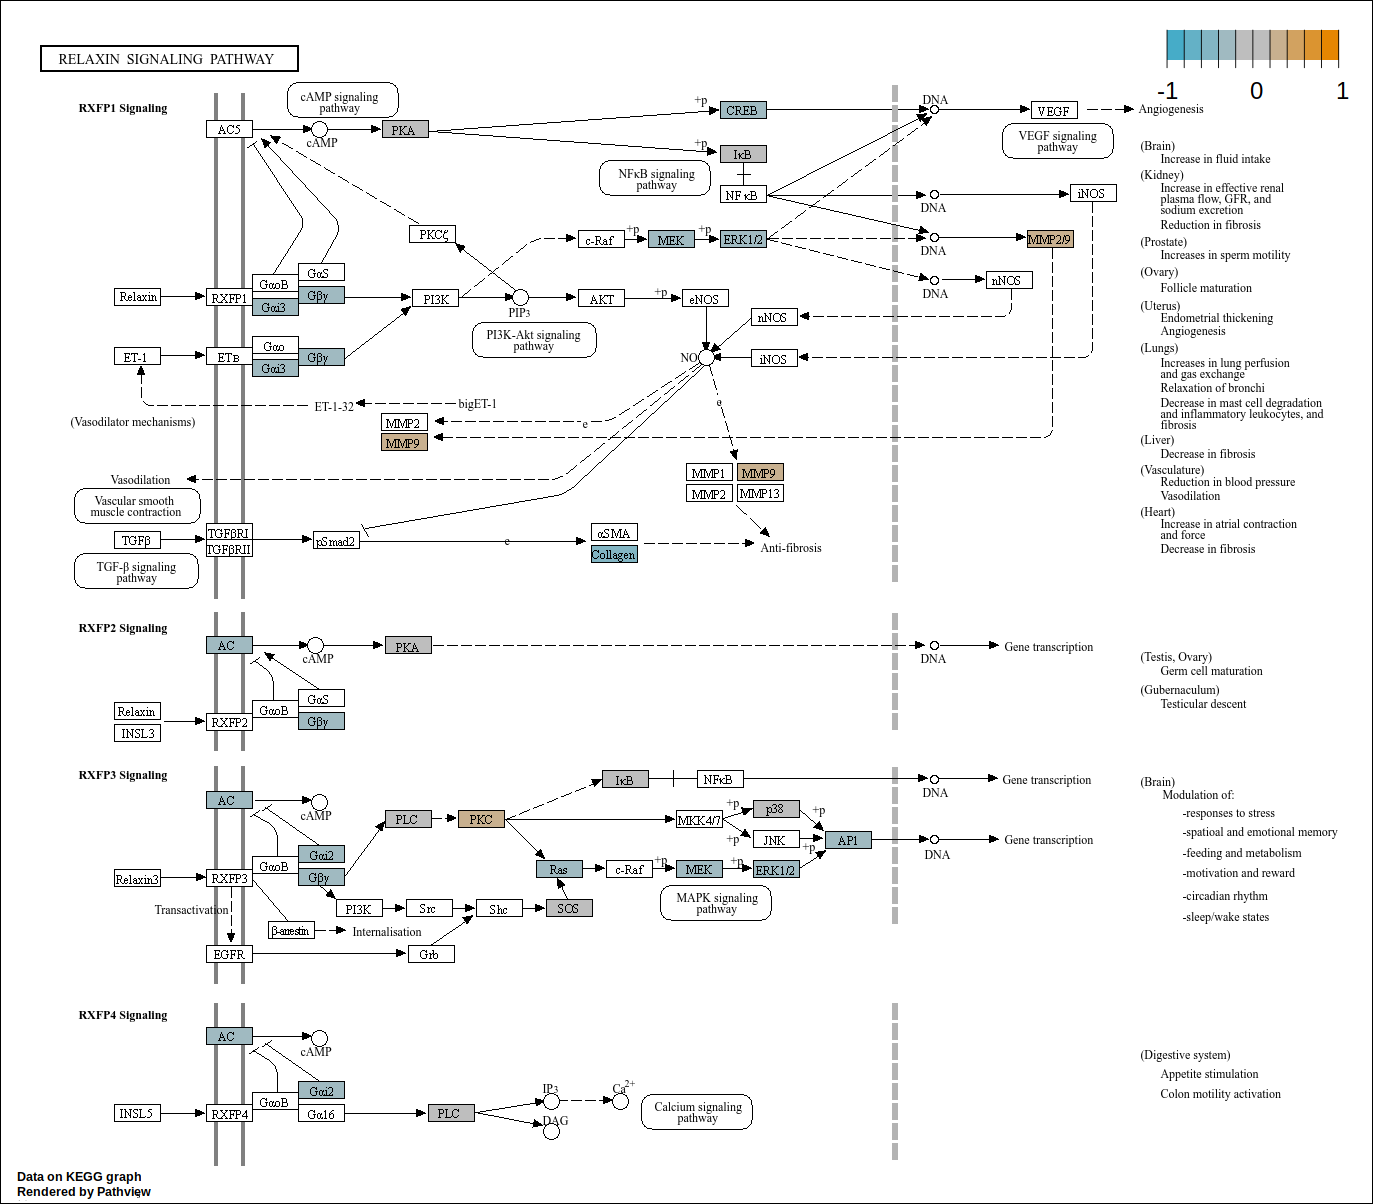 RELAXIN SIGNALING PATHWAY
-1 0 1
RXFP1 Signaling
cAMP signaling
pathway
AC5
cAMP
PKA
+p
CREB
DNA
VEGF
Angiogenesis
VEGF signaling
pathway
+p
IκB
NFκB signaling
pathway
NFκB
DNA
iNOS
PKCζ
c-Raf
+p
MEK
+p
ERK1/2
DNA
MMP2/9
DNA
nNOS
Relaxin
RXFP1
GαoB
GαS
Gαi3
Gβγ
PI3K
PIP3
AKT
+p
eNOS
nNOS
PI3K-Akt signaling
pathway
ET-1
ETB
Gαo
Gαi3
Gβγ
NO
iNOS
ET-1-32
bigET-1
e
(Vasodilator mechanisms)
MMP2
e
MMP9
Vasodilation
MMP1
MMP9
MMP2
MMP13
Vascular smooth
muscle contraction
TGFβ
TGFβRI
TGFβRII
pSmad2
e
αSMA
Collagen
Anti-fibrosis
TGF-β signaling
pathway
(Brain)
Increase in fluid intake
(Kidney)
Increase in effective renal
plasma flow, GFR, and
sodium excretion
Reduction in fibrosis
(Prostate)
Increases in sperm motility
(Ovary)
Follicle maturation
(Uterus)
Endometrial thickening
Angiogenesis
(Lungs)
Increases in lung perfusion
and gas exchange
Relaxation of bronchi
Decrease in mast cell degradation
and inflammatory leukocytes, and
fibrosis
(Liver)
Decrease in fibrosis
(Vasculature)
Reduction in blood pressure
Vasodilation
(Heart)
Increase in atrial contraction
and force
Decrease in fibrosis
RXFP2 Signaling
AC
cAMP
PKA
DNA
Gene transcription
Relaxin
INSL3
RXFP2
GαoB
GαS
Gβγ
(Testis, Ovary)
Germ cell maturation
(Gubernaculum)
Testicular descent
RXFP3 Signaling
AC
cAMP
IκB
NFκB
DNA
Gene transcription
PLC
PKC
MKK4/7
+p
p38
+p
+p
JNK
+p
AP1
DNA
Gene transcription
Relaxin3
RXFP3
GαoB
Gαi2
Gβγ
Ras
c-Raf
+p
MEK
+p
ERK1/2
MAPK signaling
pathway
Transactivation
PI3K
Src
Shc
SOS
β-arrestin
Internalisation
EGFR
Grb
(Brain)
Modulation of:
-responses to stress
-spatioal and emotional memory
-feeding and metabolism
-motivation and reward
-circadian rhythm
-sleep/wake states
RXFP4 Signaling
AC
cAMP
INSL5
RXFP4
GαoB
Gαi2
Gα16
PLC
IP3
Ca2+
DAG
Calcium signaling
pathway
(Digestive system)
Appetite stimulation
Colon motility activation
Data on KEGG graph
Rendered by Pathview